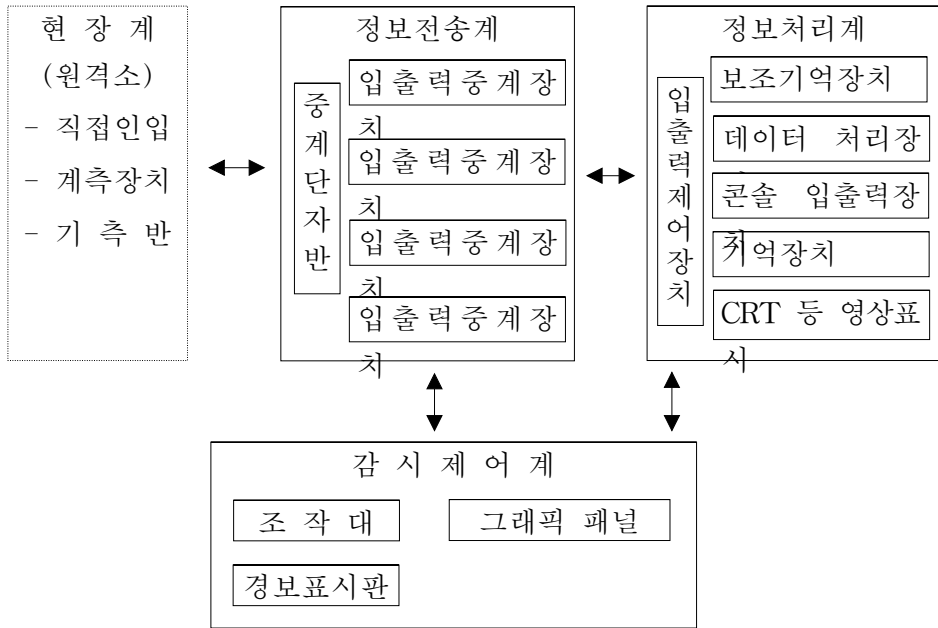 현 장 계
(원격소)
- 직접인입
- 계측장치
- 기 측 반
정보전송계
중계단자반
입출력중계장치
입출력중계장치
입출력중계장치
입출력중계장치
정보처리계
입출력제어장치
보조기억장치
데이터 처리장
콘솔 입출력장치
기억장치
CRT 등 영상표시
감 시 제 어 계
조 작 대
그래픽 패널
경보표시판